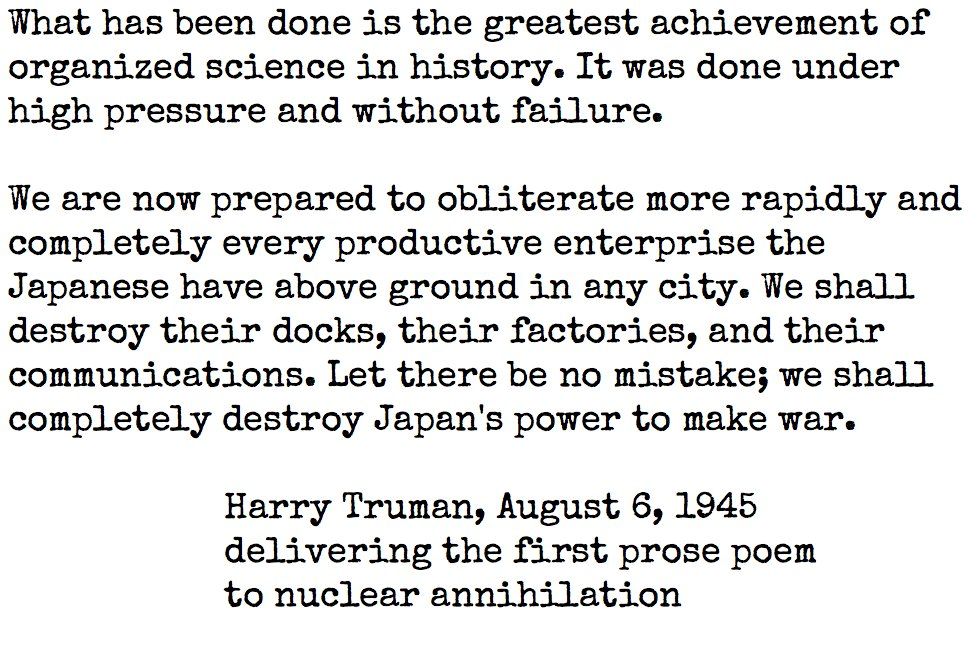 What has been done is the greatest achievement of
organized science in history. It was done under
high pressure and without failure.
We are now prepared to obliterate more rapidly and
completely every productive enterprise the
Japanese have above ground in any city. We shall
destroy their docks, their factories, and their
communications. Let there be no mistake; we shall
completely destroy Japan's power to make war.
Harry Truman, August 6, 1945
delivering the first prose poem
to nuclear annihilation